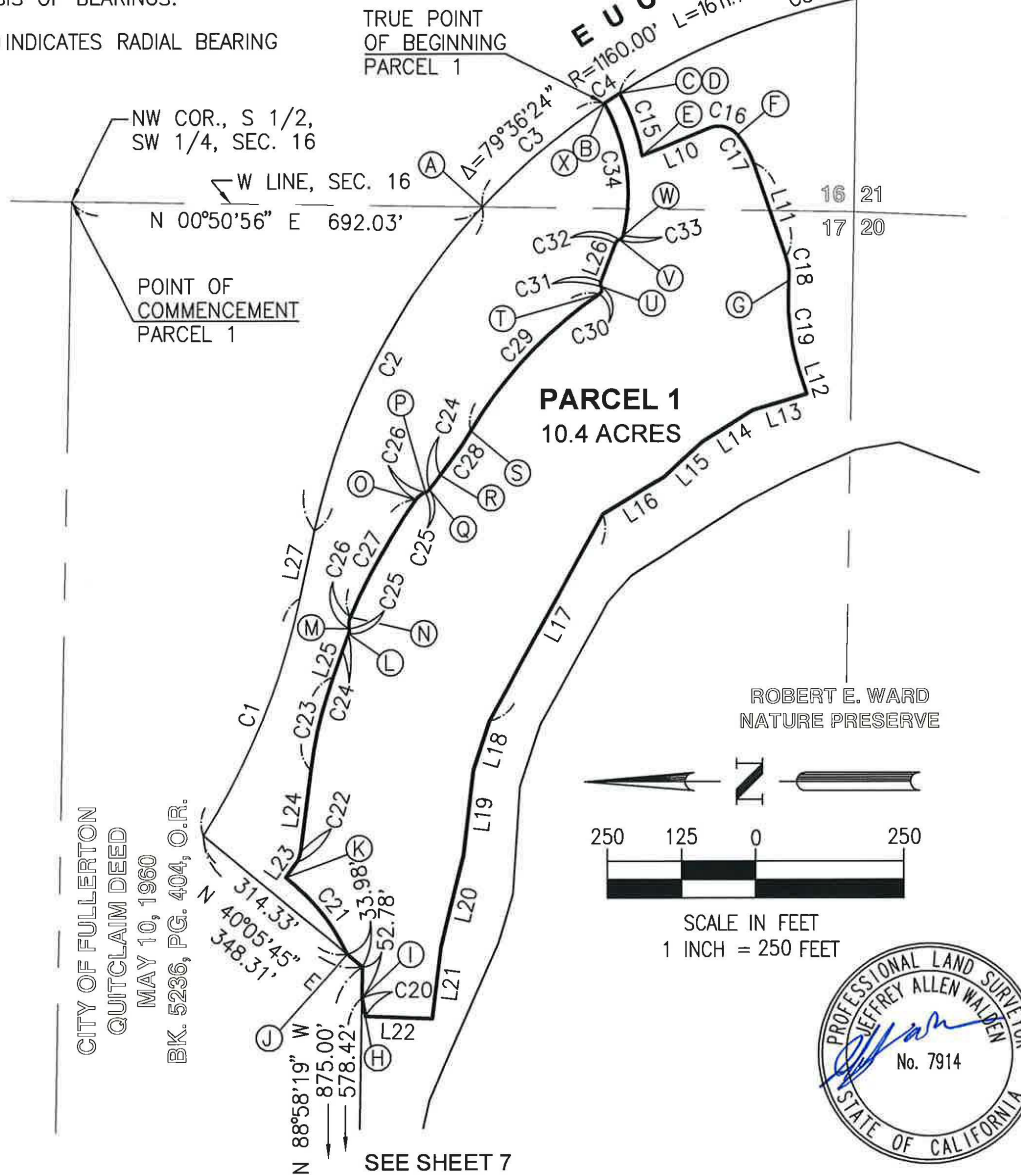 SIS OF BEARINGS.
INDICATES RADIAL BEARING
TRUE POINT
OF BEGINNING
PARCEL 1
E U
R=1160.00'
C4
C D
NW COR., S 1/2,
SW 1/4, SEC. 16
Δ=79°36'24"
C3
C15
E
C16
F
A
X B
L10
C17
W LINE, SEC. 16
N 00°50'56" E 692.03'
C34
W
L11
16 21
17 20
C32
C33
L26
V
C18
POINT OF
COMMENCEMENT
PARCEL 1
C31
U
G
T
C30
C19
C29
L12
C2
PARCEL 1
10.4 ACRES
L13
P
C24
L14
C26
C28
S
L15
O
R
Q
L16
C25
C27
L27
C26
C25
M
N
L17
L
L25
C24
C1
C23
L18
ROBERT E. WARD
NATURE PRESERVE
N
L19
L24
C22
250 125 0 250
L23
K
SCALE IN FEET
1 INCH = 250 FEET
CITY OF FULLERTON
QUITCLAIM DEED
MAY 10, 1960
BK. 5236, PG. 404, O.R.
314.33'
N 40°05'45" E
348.31'
C21
33.98'
52.78'
L20
I
C20
L21
J
L22
H
N 88°58'19" W
875.00'
578.42'
SEE SHEET 7
PROFESSIONAL LAND SURVEYOR
JEFFREY ALLEN WALDEN
No. 7914
STATE OF CALIFORNIA